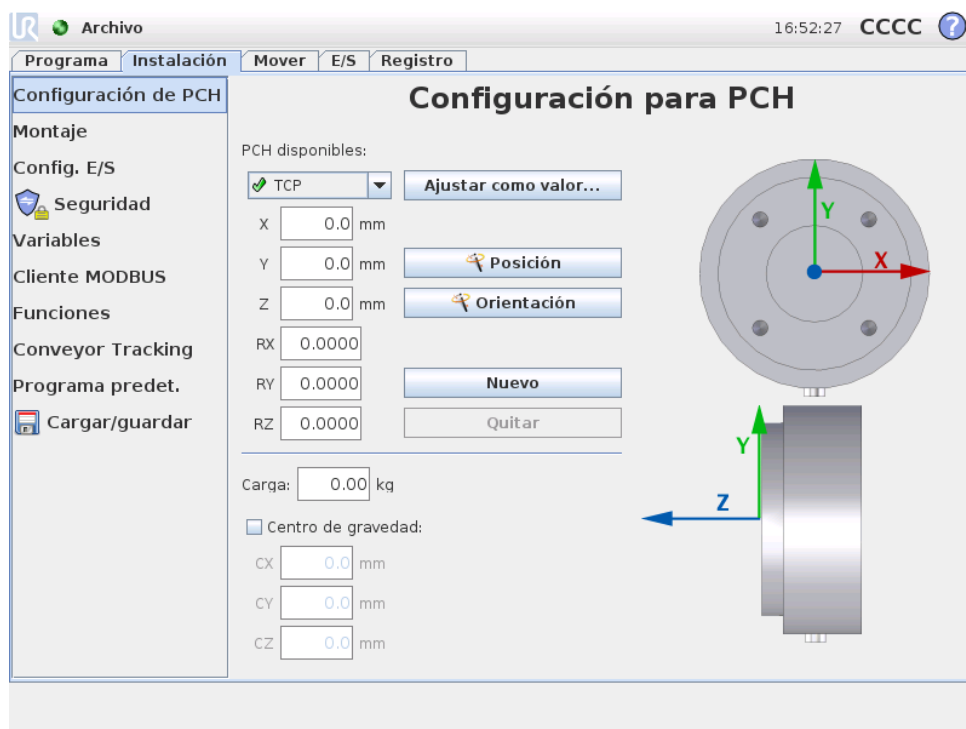 UR Archivo 16:52:27 CCCC ?
Programa Instalación Mover E/S Registro
Configuración de PCH
Montaje
Config. E/S
Seguridad
Variables
Cliente MODBUS
Funciones
Conveyor Tracking
Programa predet.
Cargar/guardar
Configuración para PCH
PCH disponibles:
TCP Ajustar como valor...
X 0.0 mm
Y 0.0 mm Posición
Z 0.0 mm Orientación
RX 0.0000
RY 0.0000 Nuevo
RZ 0.0000 Quitar
Carga: 0.00 kg
Centro de gravedad:
CX 0.0 mm
CY 0.0 mm
CZ 0.0 mm
Y
X
Y
Z